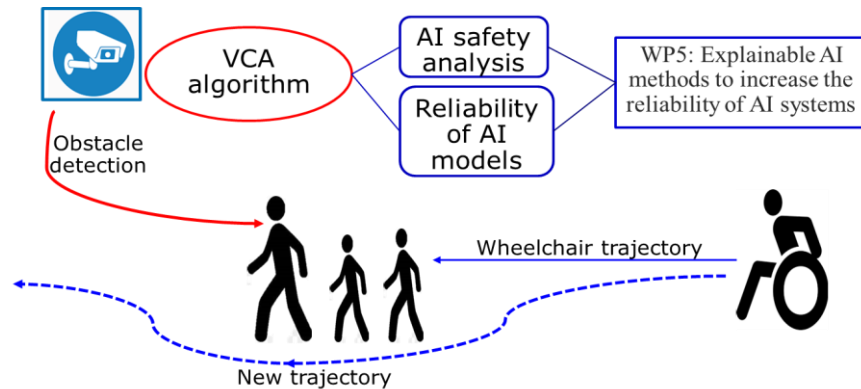 VCA
algorithm
AI safety
analysis
Reliability
of AI
models
WP5: Explainable AI
methods to increase the
reliability of AI systems
Obstacle
detection
Wheelchair trajectory
New trajectory